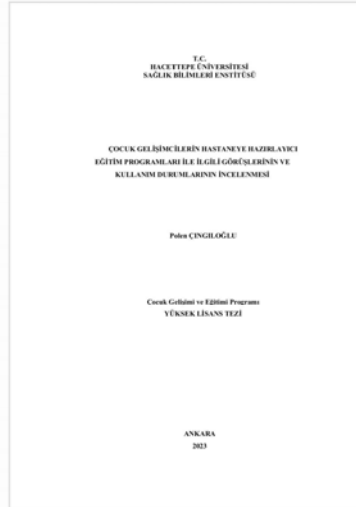 T.C.
HACETTEPE ÜNİVERSİTESİ
SAĞLIK BİLİMLERİ ENSTİTÜSÜ
ÇOCUK GELİŞİMCİLERİN HASTANEYE HAZIRLAYICI
EĞİTİM PROGRAMLARI İLE İLGİLİ GÖRÜŞLERİNİN VE
KULLANIM DURUMLARININ İNCELENMESİ
Polen ÇINGILOĞLU
Çocuk Gelişimi ve Eğitimi Programı
YÜKSEK LİSANS TEZİ
ANKARA
2023